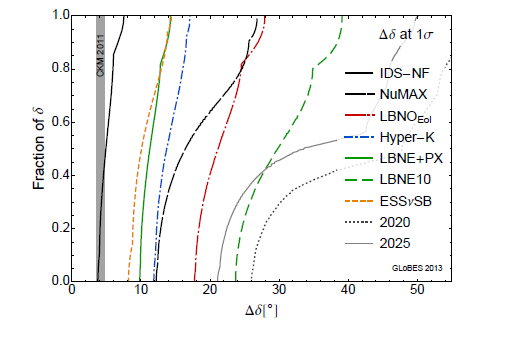 Δδ at 1σ
IDS−NF
NuMAX
LBNO_EoI
Hyper−K
LBNE+PX
LBNE10
ESSνSB
2020
2025
GLoBES 2013
CKM 2011
Fraction of δ
1.0
0.8
0.6
0.4
0.2
0.0
0 10 20 30 40 50
Δδ[°]